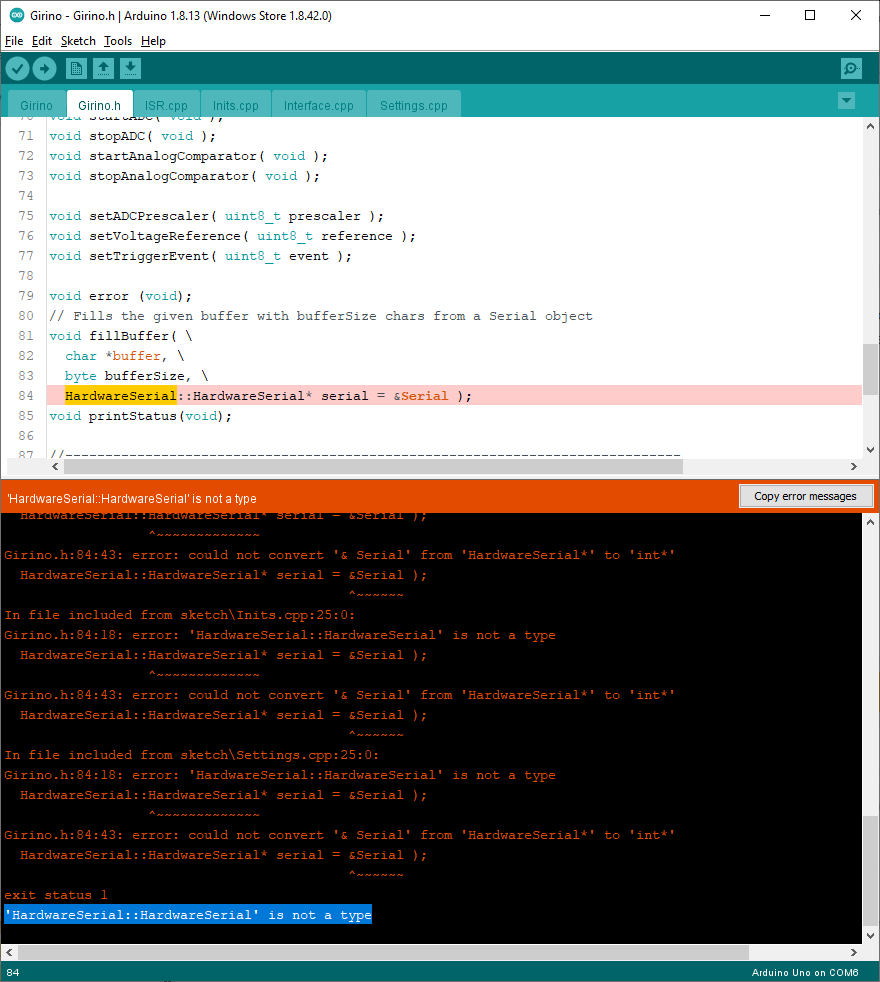 Girino - Girino.h | Arduino 1.8.13 (Windows Store 1.8.42.0)
File Edit Sketch Tools Help
Girino Girino.h ISR.cpp Inits.cpp Interface.cpp Settings.cpp
70 void startADC( void );
71 void stopADC( void );
72 void startAnalogComparator( void );
73 void stopAnalogComparator( void );
74
75 void setADCPrescaler( uint8_t prescaler );
76 void setVoltageReference( uint8_t reference );
77 void setTriggerEvent( uint8_t event );
78
79 void error (void);
80 // Fills the given buffer with bufferSize chars from a Serial object
81 void fillBuffer( \
82 char *buffer, \
83 byte bufferSize, \
84 HardwareSerial::HardwareSerial* serial = &Serial );
85 void printStatus(void);
86
87 //-----------------------------------------------------------------------------
'HardwareSerial::HardwareSerial' is not a type
Copy error messages
HardwareSerial::HardwareSerial* serial = &Serial );
^~~~~~~~~~~~~~
Girino.h:84:43: error: could not convert '& Serial' from 'HardwareSerial*' to 'int*'
HardwareSerial::HardwareSerial* serial = &Serial );
^~~~~~~
In file included from sketch\Inits.cpp:25:0:
Girino.h:84:18: error: 'HardwareSerial::HardwareSerial' is not a type
HardwareSerial::HardwareSerial* serial = &Serial );
^~~~~~~~~~~~~~
Girino.h:84:43: error: could not convert '& Serial' from 'HardwareSerial*' to 'int*'
HardwareSerial::HardwareSerial* serial = &Serial );
^~~~~~~
In file included from sketch\Settings.cpp:25:0:
Girino.h:84:18: error: 'HardwareSerial::HardwareSerial' is not a type
HardwareSerial::HardwareSerial* serial = &Serial );
^~~~~~~~~~~~~~
Girino.h:84:43: error: could not convert '& Serial' from 'HardwareSerial*' to 'int*'
HardwareSerial::HardwareSerial* serial = &Serial );
^~~~~~~
exit status 1
'HardwareSerial::HardwareSerial' is not a type
84 Arduino Uno on COM6